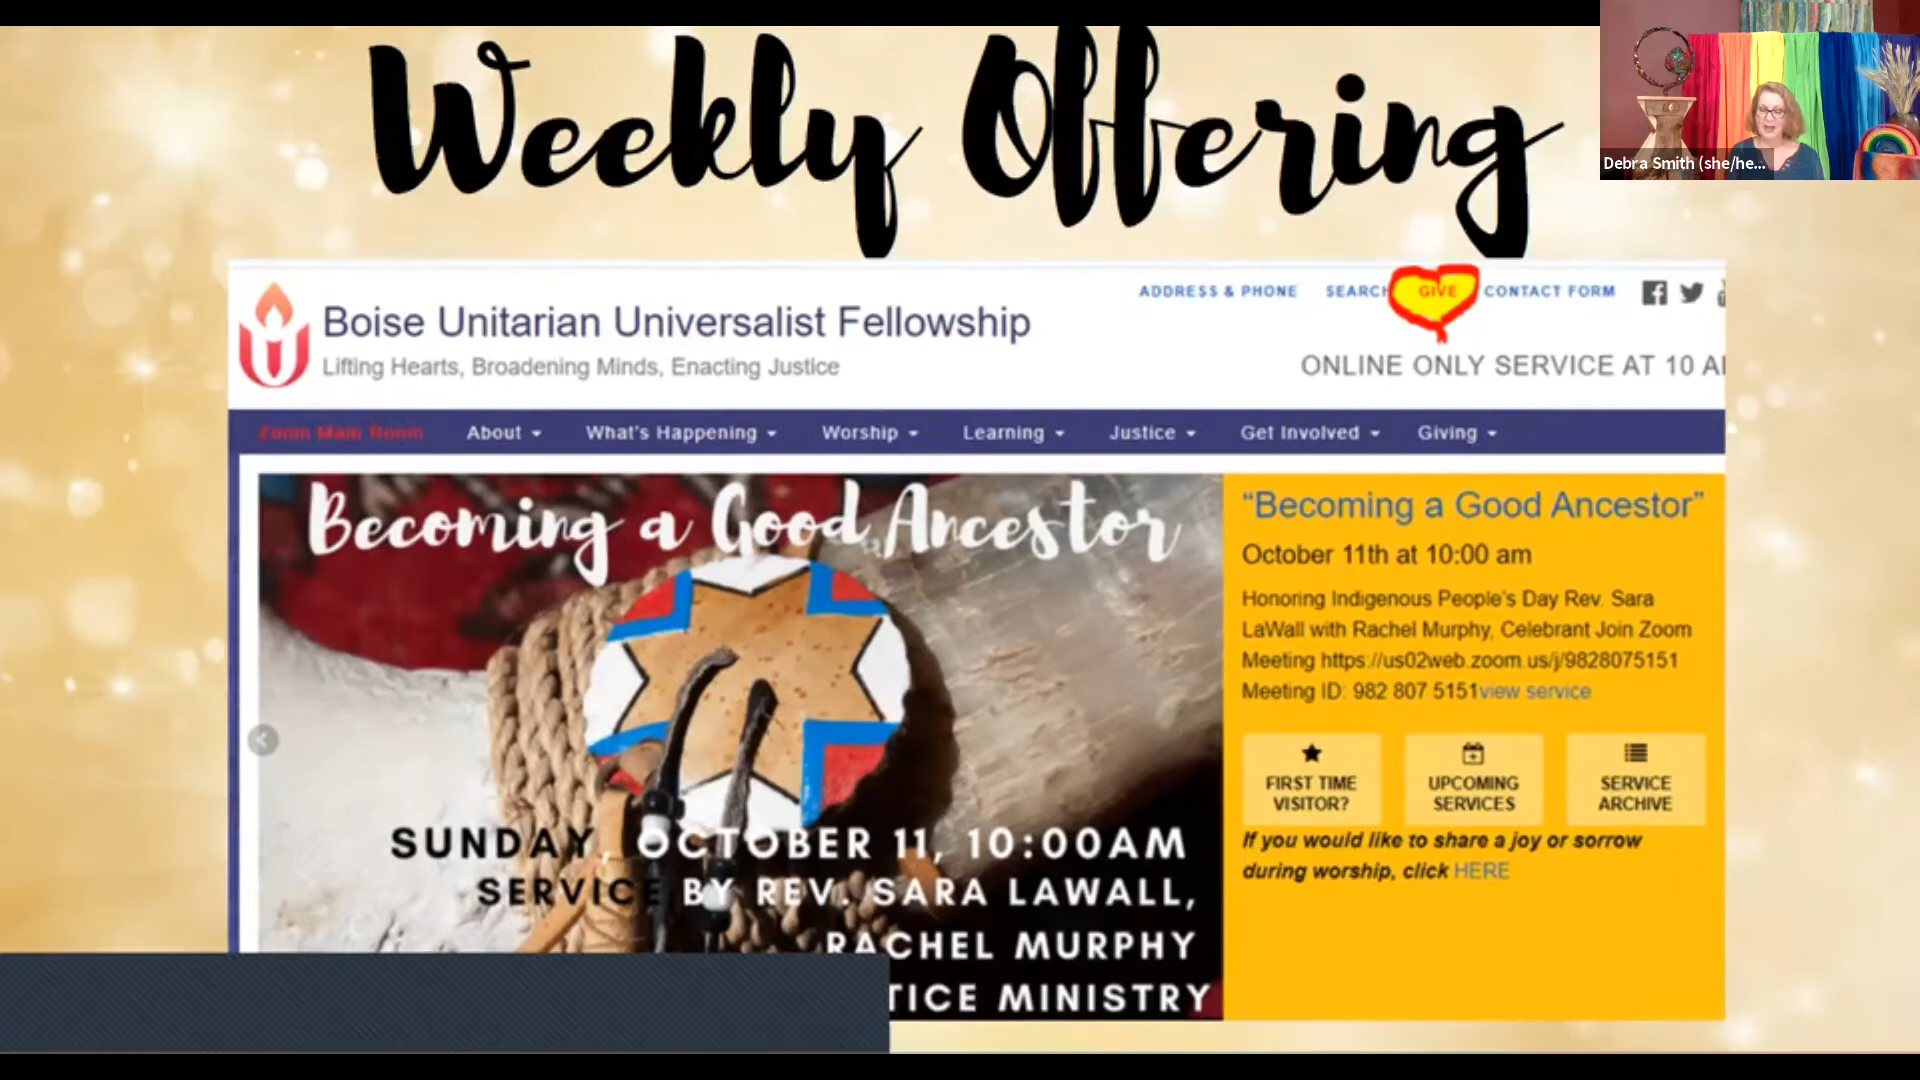 Weekly Offering
Debra Smith (she/he...
ADDRESS & PHONE SEARCH GIVE CONTACT FORM
Boise Unitarian Universalist Fellowship
Lifting Hearts, Broadening Minds, Enacting Justice
ONLINE ONLY SERVICE AT 10 A
Zoom Main Room About What's Happening Worship Learning Justice Get Involved Giving
Becoming a Good Ancestor
SUNDAY, OCTOBER 11, 10:00AM
SERVICE BY REV. SARA LAWALL,
RACHEL MURPHY
TICE MINISTRY
“Becoming a Good Ancestor”
October 11th at 10:00 am
Honoring Indigenous People's Day Rev. Sara
LaWall with Rachel Murphy, Celebrant Join Zoom
Meeting https://us02web.zoom.us/j/9828075151
Meeting ID: 982 807 5151view service
FIRST TIME
VISITOR?
UPCOMING
SERVICES
SERVICE
ARCHIVE
If you would like to share a joy or sorrow
during worship, click HERE